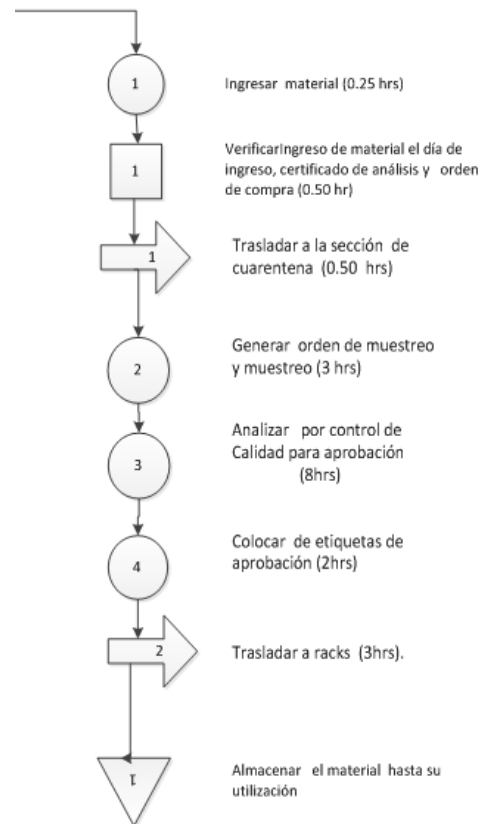 1
Ingresar material (0.25 hrs)
1
VerificarIngreso de material el día de
ingreso, certificado de análisis y orden
de compra (0.50 hr)
1
Trasladar a la sección de
cuarentena (0.50 hrs)
2
Generar orden de muestreo
y muestreo (3 hrs)
3
Analizar por control de
Calidad para aprobación
(8hrs)
4
Colocar de etiquetas de
aprobación (2hrs)
2
Trasladar a racks (3hrs).
1
Almacenar el material hasta su
utilización